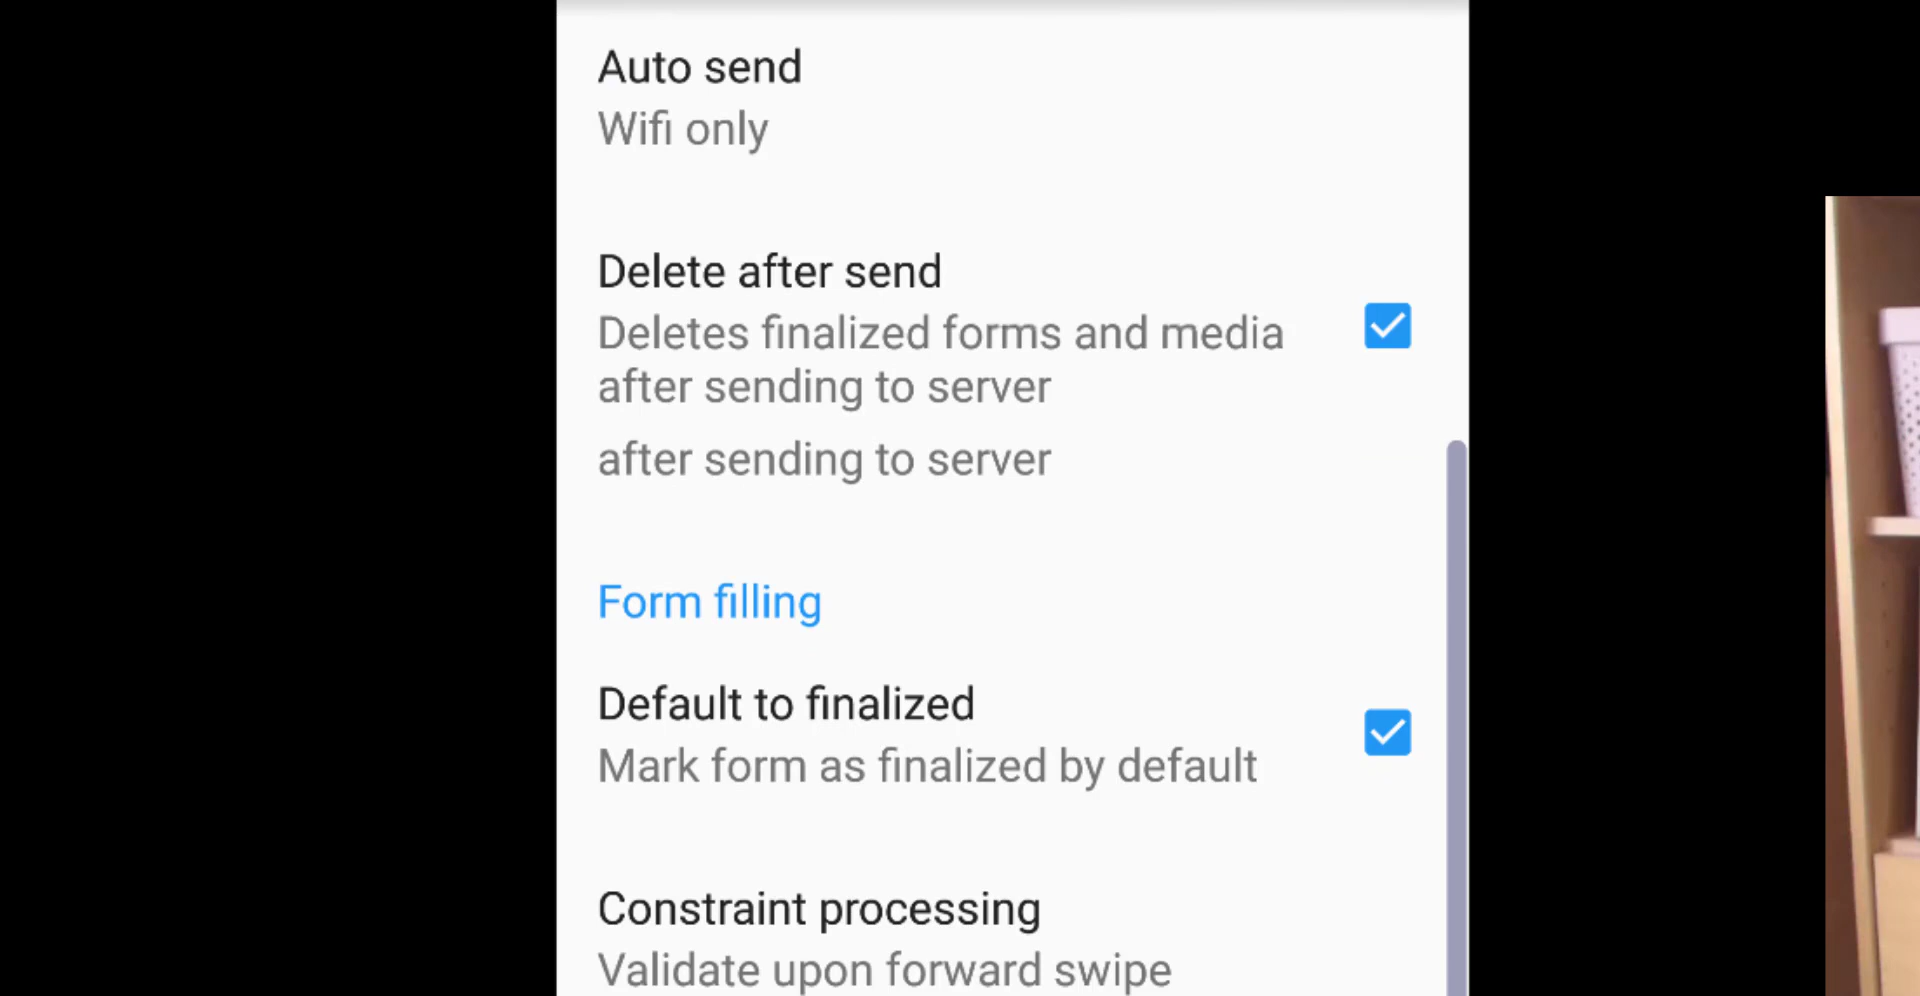 Auto send
Wifi only
Delete after send
Deletes finalized forms and media
after sending to server
after sending to server
Form filling
Default to finalized
Mark form as finalized by default
Constraint processing
Validate upon forward swipe